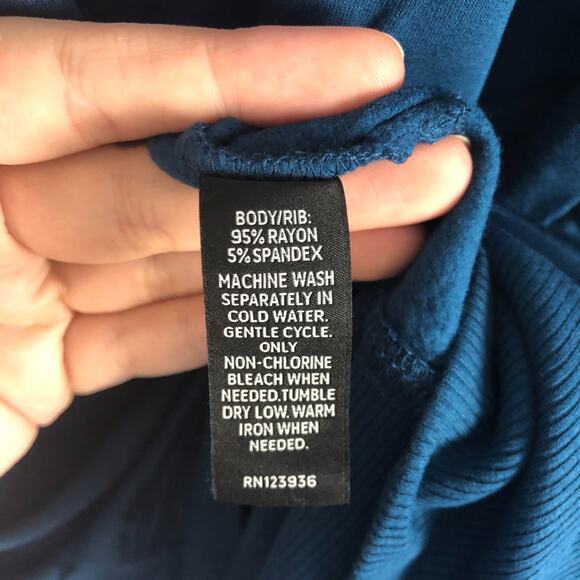 BODY/RIB:
95% RAYON
5% SPANDEX
MACHINE WASH
SEPARATELY IN
COLD WATER.
GENTLE CYCLE.
ONLY
NON-CHLORINE
BLEACH WHEN
NEEDED.TUMBLE
DRY LOW.WARM
IRON WHEN
NEEDED.
RN123936